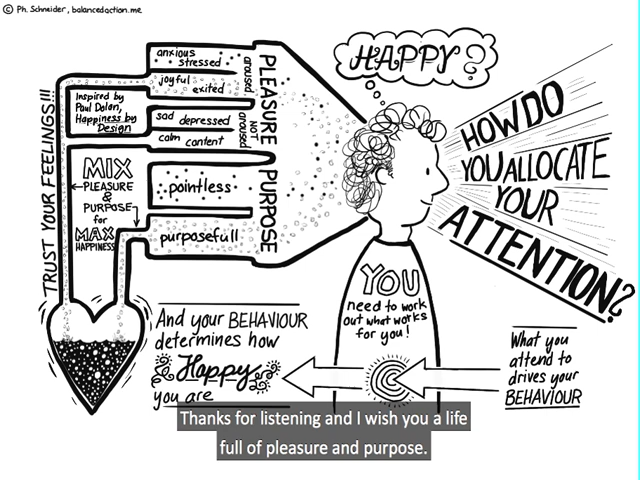 © Ph. Schneider, balancedaction.me
HAPPY?
anxious
stressed
joyful
exited
aroused
sad depressed
calm content
NOT
aroused
PLEASURE
PURPOSE
pointless
purposefull
TRUST YOUR FEELINGS!!!
Inspired by
Paul Dolan,
Happiness by
Design
MIX
PLEASURE
&
PURPOSE
for
MAX
HAPPINESS
HOW DO
YOU ALLOCATE
YOUR
ATTENTION?
YOU
need to work
out what works
for you!
What you
attend to
drives your
BEHAVIOUR
And your BEHAVIOUR
determines how
Happy
you are
Thanks for listening and I wish you a life
full of pleasure and purpose.